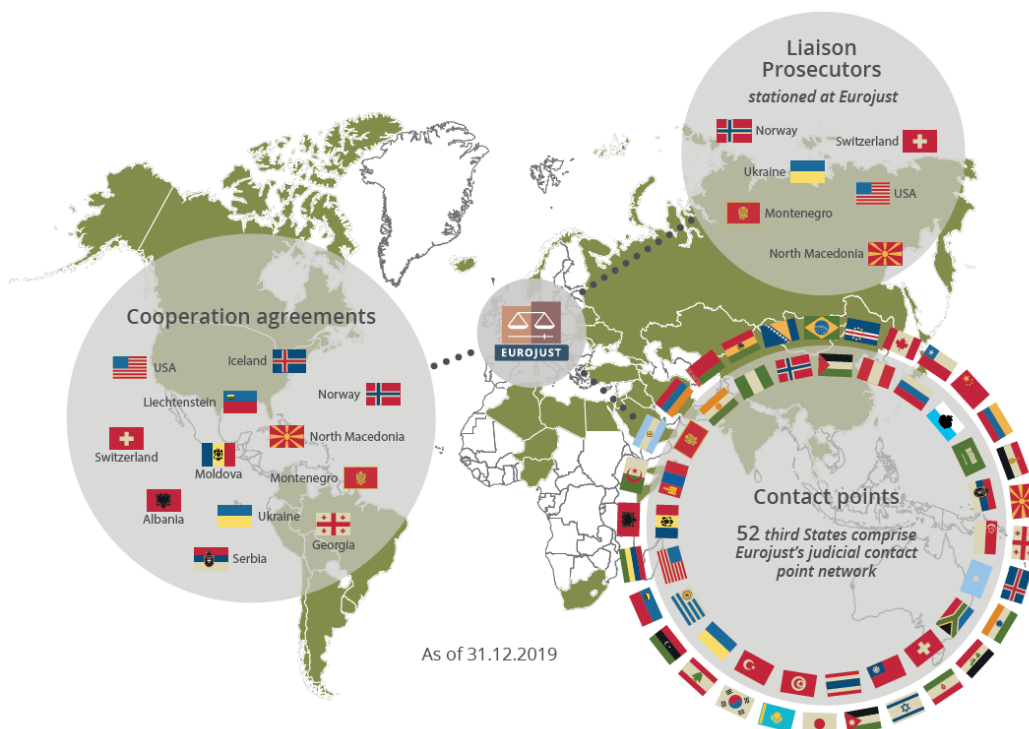 Liaison
Prosecutors
stationed at Eurojust
Norway
Switzerland
Ukraine
USA
Montenegro
North Macedonia
Cooperation agreements
USA
Iceland
Norway
Liechtenstein
Switzerland
North Macedonia
Moldova
Montenegro
Albania
Ukraine
Georgia
Serbia
EUROJUST
Contact points
52 third States comprise
Eurojust's judicial contact
point network
As of 31.12.2019